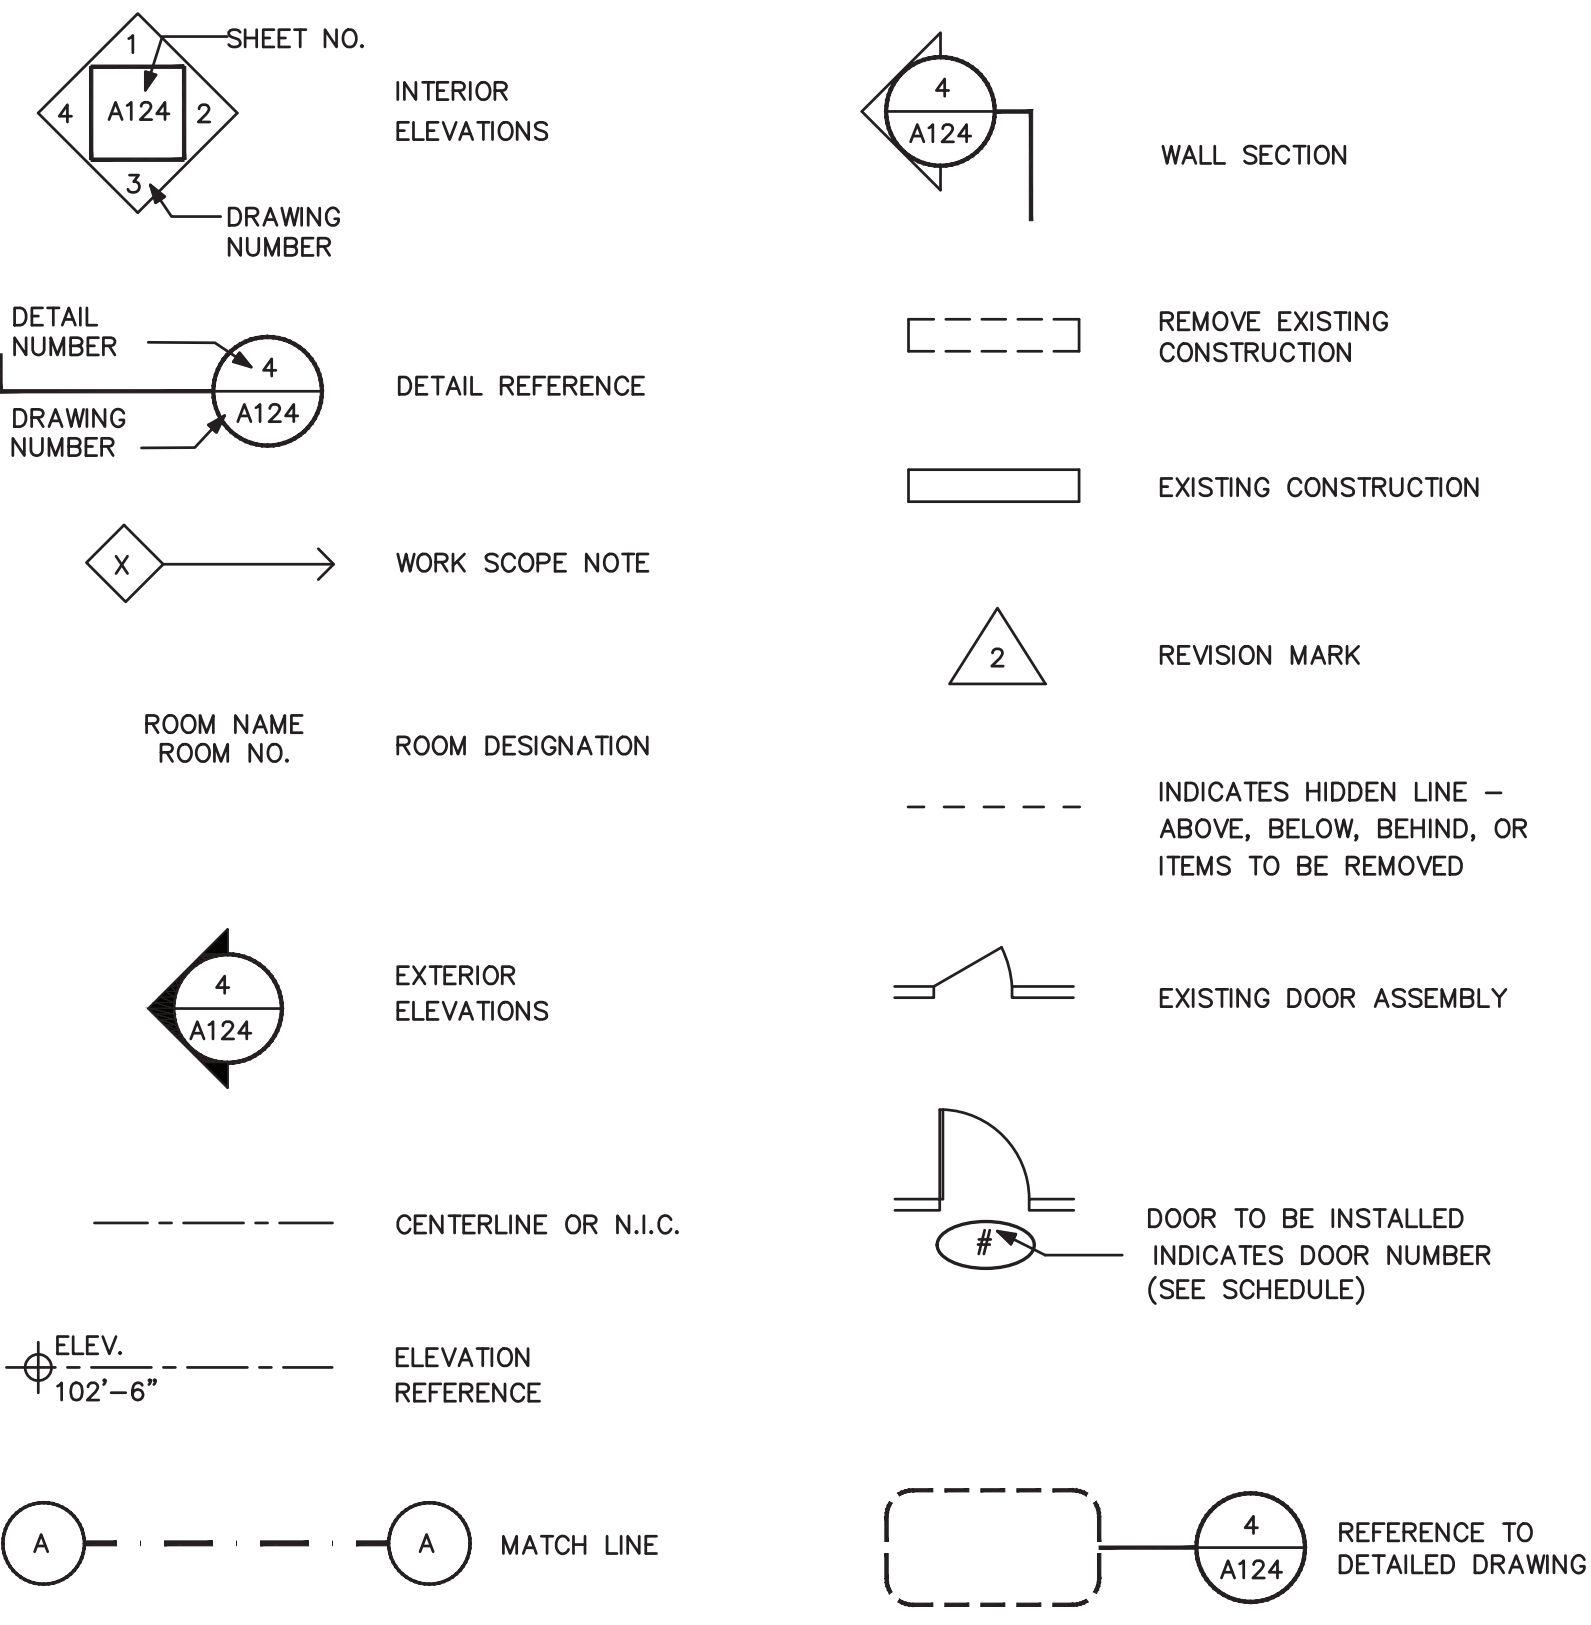 1
SHEET NO.
4
A124
2
3
DRAWING
NUMBER
INTERIOR
ELEVATIONS
DETAIL
NUMBER
4
A124
DRAWING
NUMBER
DETAIL REFERENCE
X
WORK SCOPE NOTE
ROOM NAME
ROOM NO.
ROOM DESIGNATION
4
A124
EXTERIOR
ELEVATIONS
CENTERLINE OR N.I.C.
ELEV.
102'–6"
ELEVATION
REFERENCE
A
A
MATCH LINE
4
A124
WALL SECTION
REMOVE EXISTING
CONSTRUCTION
EXISTING CONSTRUCTION
2
REVISION MARK
INDICATES HIDDEN LINE –
ABOVE, BELOW, BEHIND, OR
ITEMS TO BE REMOVED
EXISTING DOOR ASSEMBLY
#
DOOR TO BE INSTALLED
INDICATES DOOR NUMBER
(SEE SCHEDULE)
4
A124
REFERENCE TO
DETAILED DRAWING